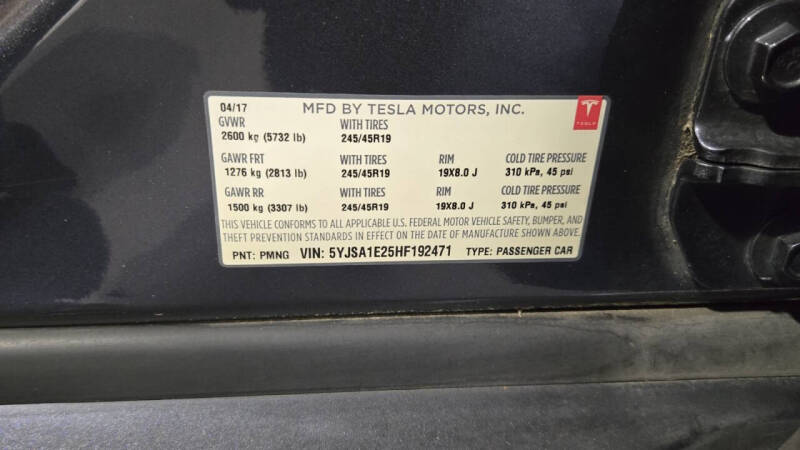 04/17 MFD BY TESLA MOTORS, INC.
TESLA
GVWR WITH TIRES
2600 kg (5732 lb) 245/45R19
GAWR FRT WITH TIRES RIM COLD TIRE PRESSURE
1276 kg (2813 lb) 245/45R19 19X8.0 J 310 kPa, 45 psi
GAWR RR WITH TIRES RIM COLD TIRE PRESSURE
1500 kg (3307 lb) 245/45R19 19X8.0 J 310 kPa, 45 psi
THIS VEHICLE CONFORMS TO ALL APPLICABLE U.S. FEDERAL MOTOR VEHICLE SAFETY, BUMPER, AND
THEFT PREVENTION STANDARDS IN EFFECT ON THE DATE OF MANUFACTURE SHOWN ABOVE.
PNT: PMNG VIN: 5YJSA1E25HF192471 TYPE: PASSENGER CAR